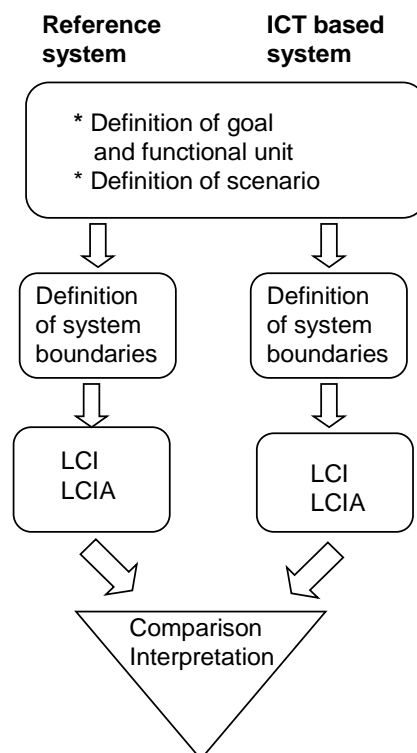 Reference
system
ICT based
system
* Definition of goal
and functional unit
* Definition of scenario
Definition
of system
boundaries
Definition
of system
boundaries
LCI
LCIA
LCI
LCIA
Comparison
Interpretation